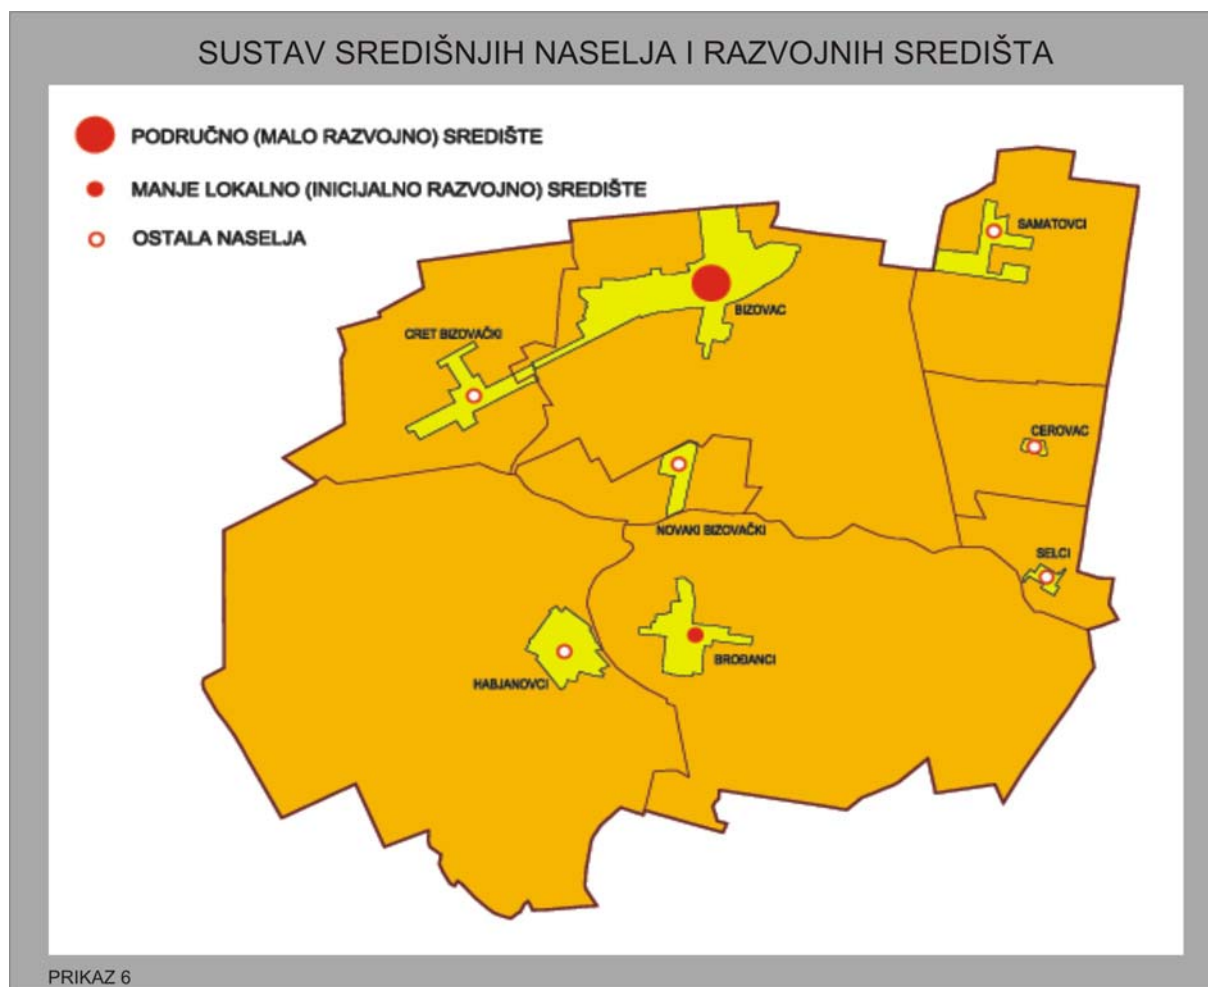 SUSTAV SREDIŠNJIH NASELJA I RAZVOJNIH SREDIŠTA
PODRUČNO (MALO RAZVOJNO) SREDIŠTE
MANJE LOKALNO (INICIJALNO RAZVOJNO) SREDIŠTE
OSTALA NASELJA
SAMATOVCI
BIZOVAC
CRET BIZOVAČKI
CEROVAC
NOVAKI BIZOVAČKI
SELCI
BROĐANCI
HABJANOVCI
PRIKAZ 6